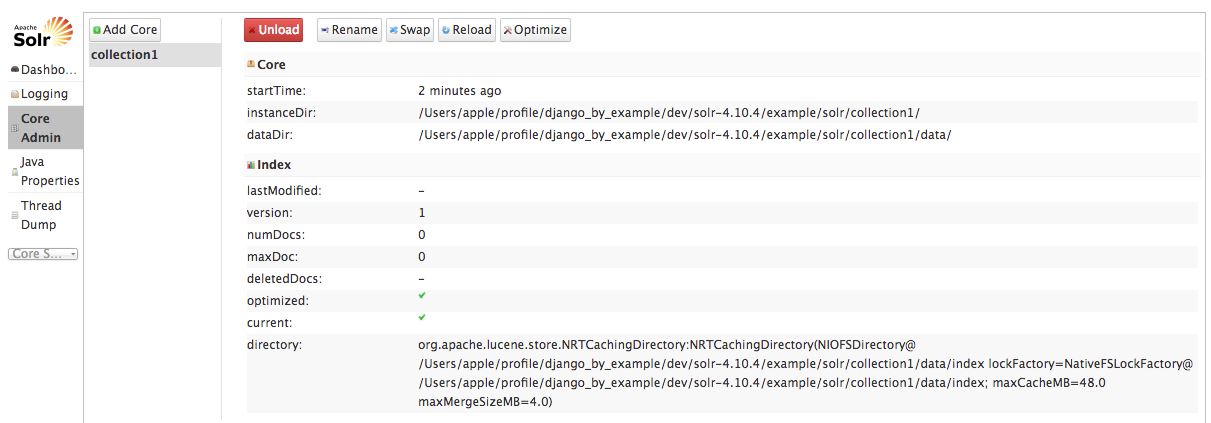 Apache
Solr
Dashbo...
Logging
Core
Admin
Java
Properties
Thread
Dump
Core S...
Add Core
collection1
Unload Rename Swap Reload Optimize
Core
startTime: 2 minutes ago
instanceDir: /Users/apple/profile/django_by_example/dev/solr-4.10.4/example/solr/collection1/
dataDir: /Users/apple/profile/django_by_example/dev/solr-4.10.4/example/solr/collection1/data/
Index
lastModified: –
version: 1
numDocs: 0
maxDoc: 0
deletedDocs: –
optimized:
current:
directory: org.apache.lucene.store.NRTCachingDirectory:NRTCachingDirectory(NIOFSDirectory@
/Users/apple/profile/django_by_example/dev/solr-4.10.4/example/solr/collection1/data/index lockFactory=NativeFSLockFactory@
/Users/apple/profile/django_by_example/dev/solr-4.10.4/example/solr/collection1/data/index; maxCacheMB=48.0
maxMergeSizeMB=4.0)